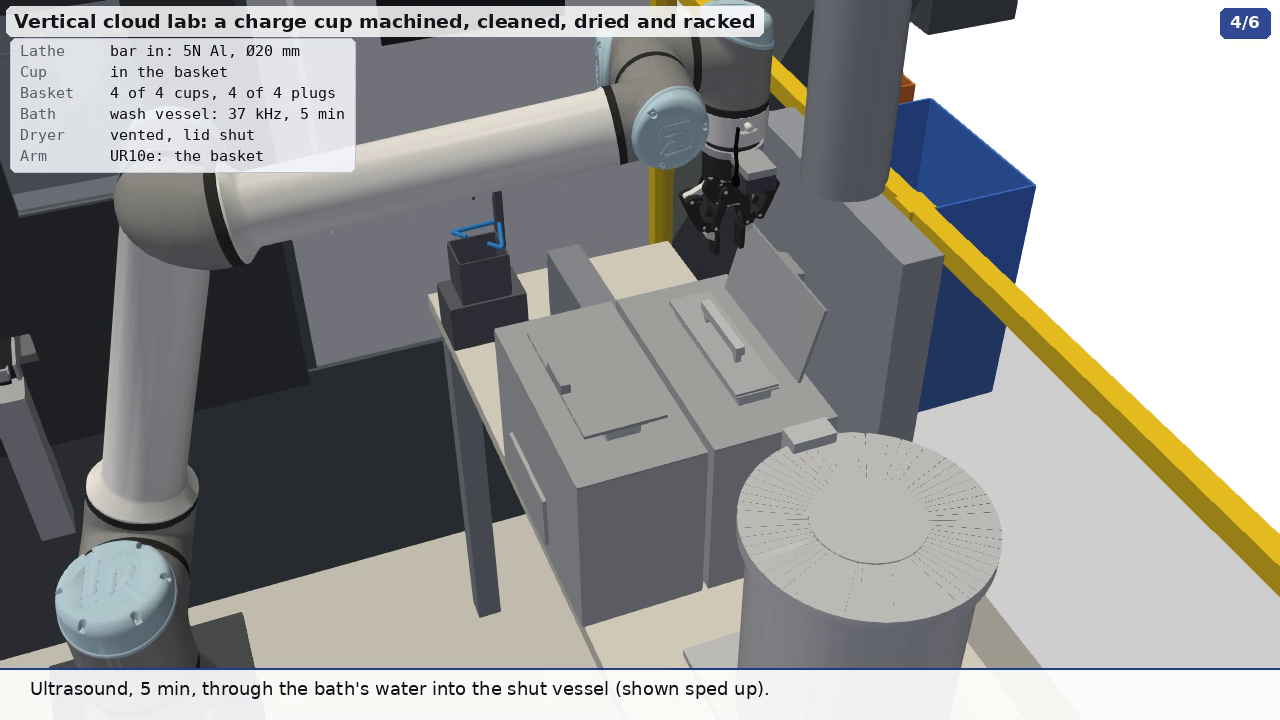 Vertical cloud lab: a charge cup machined, cleaned, dried and racked
4/6
Lathe bar in: 5N Al, Ø20 mm
Cup in the basket
Basket 4 of 4 cups, 4 of 4 plugs
Bath wash vessel: 37 kHz, 5 min
Dryer vented, lid shut
Arm UR10e: the basket
Ultrasound, 5 min, through the bath's water into the shut vessel (shown sped up).